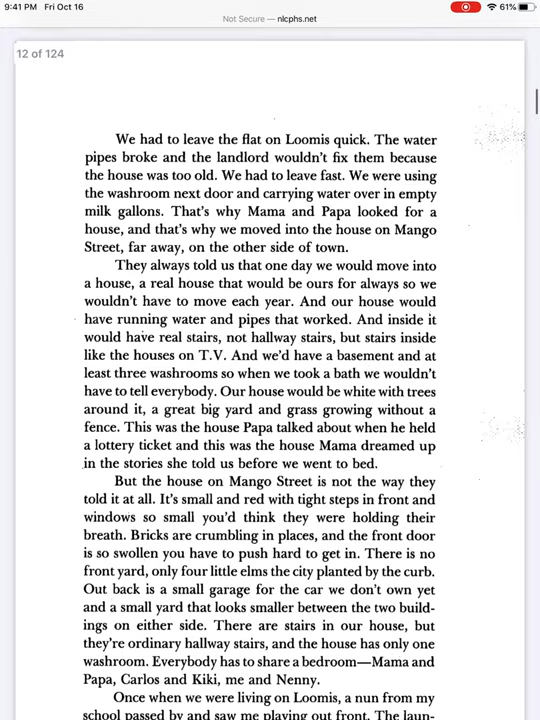 9:41 PM Fri Oct 16
61%
Not Secure — nlcphs.net
12 of 124
We had to leave the flat on Loomis quick. The water
pipes broke and the landlord wouldn't fix them because
the house was too old. We had to leave fast. We were using
the washroom next door and carrying water over in empty
milk gallons. That's why Mama and Papa looked for a
house, and that's why we moved into the house on Mango
Street, far away, on the other side of town.
They always told us that one day we would move into
a house, a real house that would be ours for always so we
wouldn't have to move each year. And our house would
have running water and pipes that worked. And inside it
would have real stairs, not hallway stairs, but stairs inside
like the houses on T.V. And we'd have a basement and at
least three washrooms so when we took a bath we wouldn't
have to tell everybody. Our house would be white with trees
around it, a great big yard and grass growing without a
fence. This was the house Papa talked about when he held
a lottery ticket and this was the house Mama dreamed up
in the stories she told us before we went to bed.
But the house on Mango Street is not the way they
told it at all. It's small and red with tight steps in front and
windows so small you'd think they were holding their
breath. Bricks are crumbling in places, and the front door
is so swollen you have to push hard to get in. There is no
front yard, only four little elms the city planted by the curb.
Out back is a small garage for the car we don't own yet
and a small yard that looks smaller between the two build-
ings on either side. There are stairs in our house, but
they're ordinary hallway stairs, and the house has only one
washroom. Everybody has to share a bedroom—Mama and
Papa, Carlos and Kiki, me and Nenny.
Once when we were living on Loomis, a nun from my
school passed by and saw me playing out front. The laun-